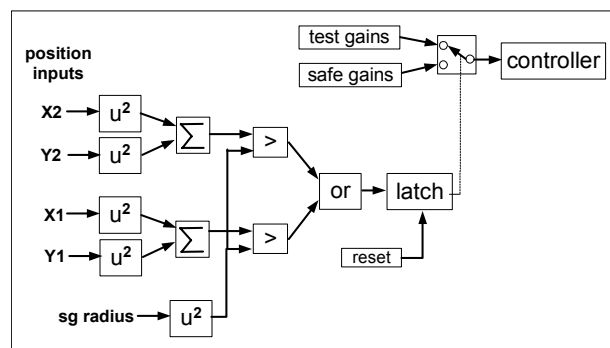 position
inputs
test gains
safe gains
controller
X2
u²
Y2
u²
Σ
>
X1
u²
Y1
u²
Σ
>
or
latch
reset
sg radius
u²